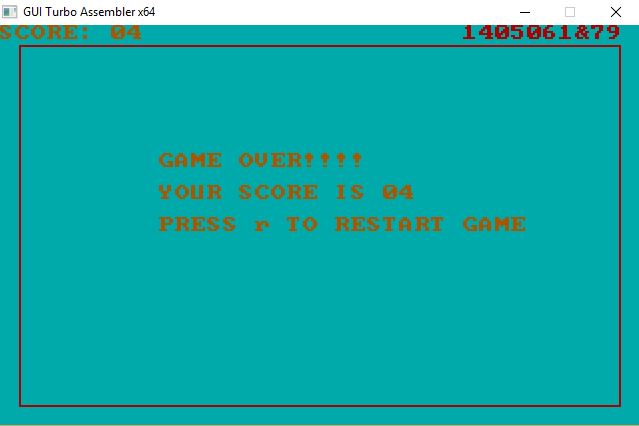 GUI Turbo Assembler x64
SCORE: 04 1405061&79
GAME OVER!!!!
YOUR SCORE IS 04
PRESS r TO RESTART GAME